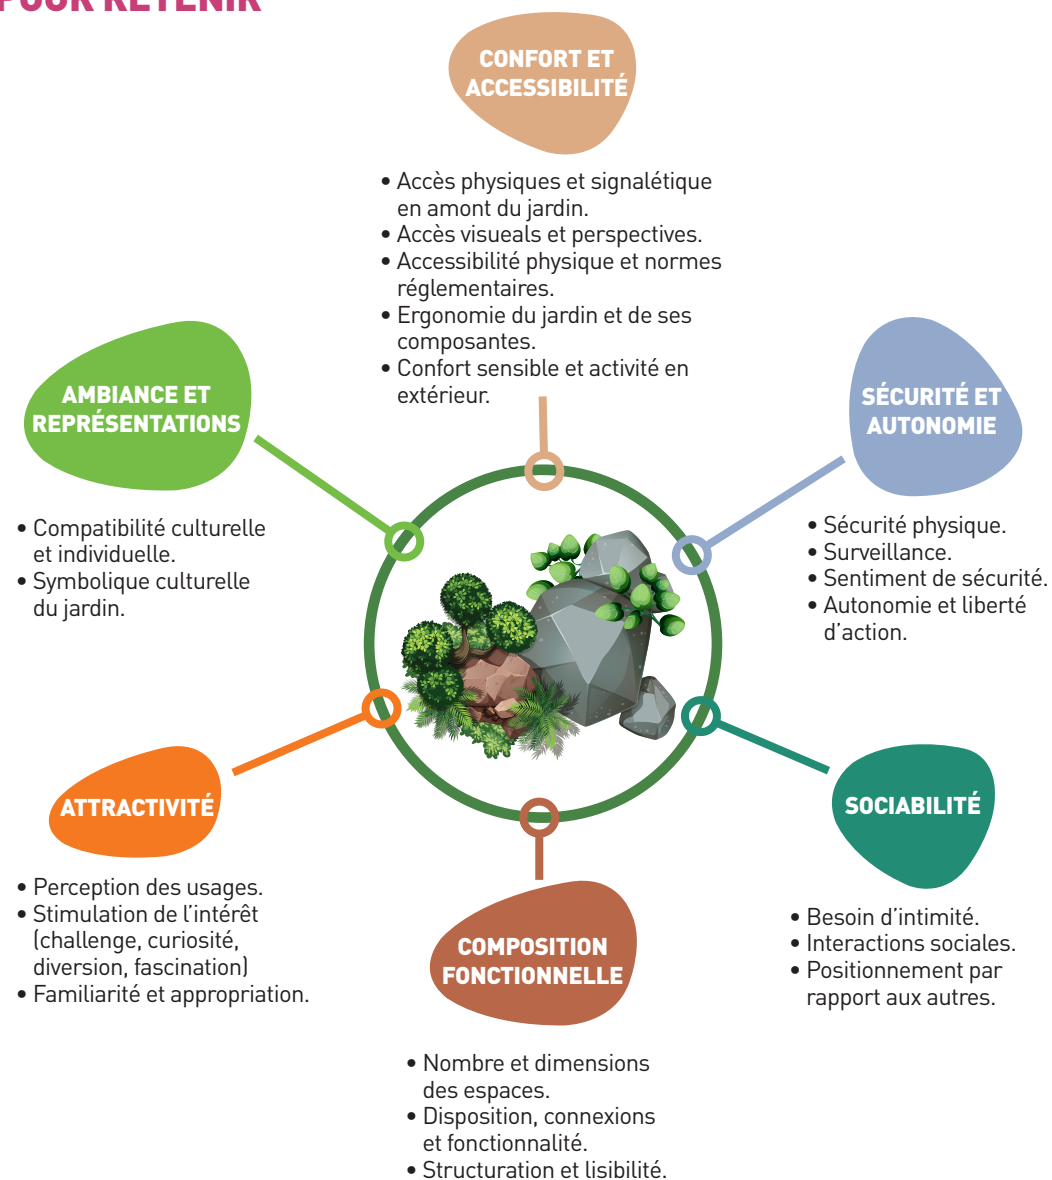 POUR RETENIR
CONFORT ET
ACCESSIBILITÉ
• Accès physiques et signalétique
en amont du jardin.
• Accès visueals et perspectives.
• Accessibilité physique et normes
réglementaires.
• Ergonomie du jardin et de ses
composantes.
• Confort sensible et activité en
extérieur.
AMBIANCE ET
REPRÉSENTATIONS
• Compatibilité culturelle
et individuelle.
• Symbolique culturelle
du jardin.
SÉCURITÉ ET
AUTONOMIE
• Sécurité physique.
• Surveillance.
• Sentiment de sécurité.
• Autonomie et liberté
d’action.
ATTRACTIVITÉ
• Perception des usages.
• Stimulation de l’intérêt
(challenge, curiosité,
diversion, fascination)
• Familiarité et appropriation.
COMPOSITION
FONCTIONNELLE
• Nombre et dimensions
des espaces.
• Disposition, connexions
et fonctionnalité.
• Structuration et lisibilité.
SOCIABILITÉ
• Besoin d’intimité.
• Interactions sociales.
• Positionnement par
rapport aux autres.